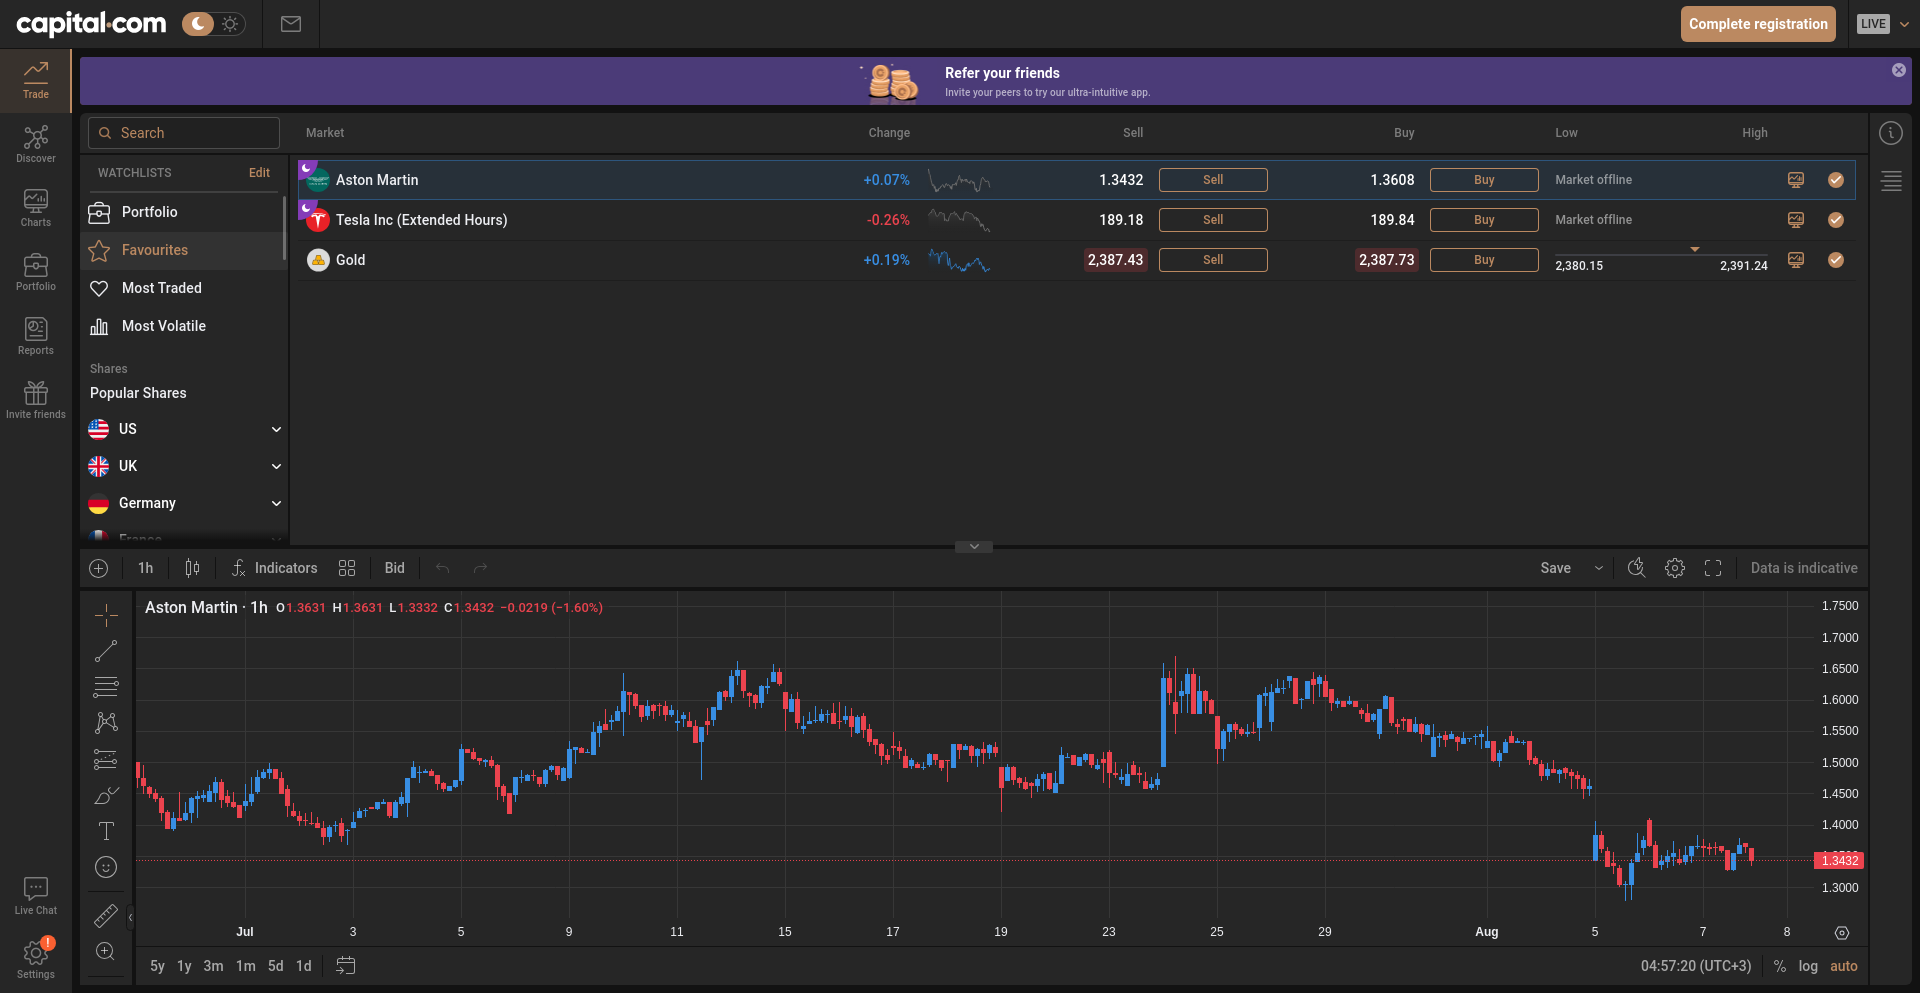 capital.com
Complete registration
LIVE
Trade
Discover
Charts
Portfolio
Reports
Invite friends
Live Chat
!
Settings
Refer your friends
Invite your peers to try our ultra-intuitive app.
Search
Market Change Sell Buy Low High
WATCHLISTS Edit
Portfolio
Favourites
Most Traded
Most Volatile
Shares
Popular Shares
US
UK
Germany
France
Aston Martin +0.07% 1.3432 Sell 1.3608 Buy Market offline
Tesla Inc (Extended Hours) -0.26% 189.18 Sell 189.84 Buy Market offline
Gold +0.19% 2,387.43 Sell 2,387.73 Buy 2,380.15 2,391.24
1h Indicators Bid Save Data is indicative
Aston Martin · 1h O1.3631 H1.3631 L1.3332 C1.3432 −0.0219 (−1.60%)
1.7500
1.7000
1.6500
1.6000
1.5500
1.5000
1.4500
1.4000
1.3432
1.3000
Jul 3 5 9 11 15 17 19 23 25 29 Aug 5 7 8
5y 1y 3m 1m 5d 1d 04:57:20 (UTC+3) % log auto